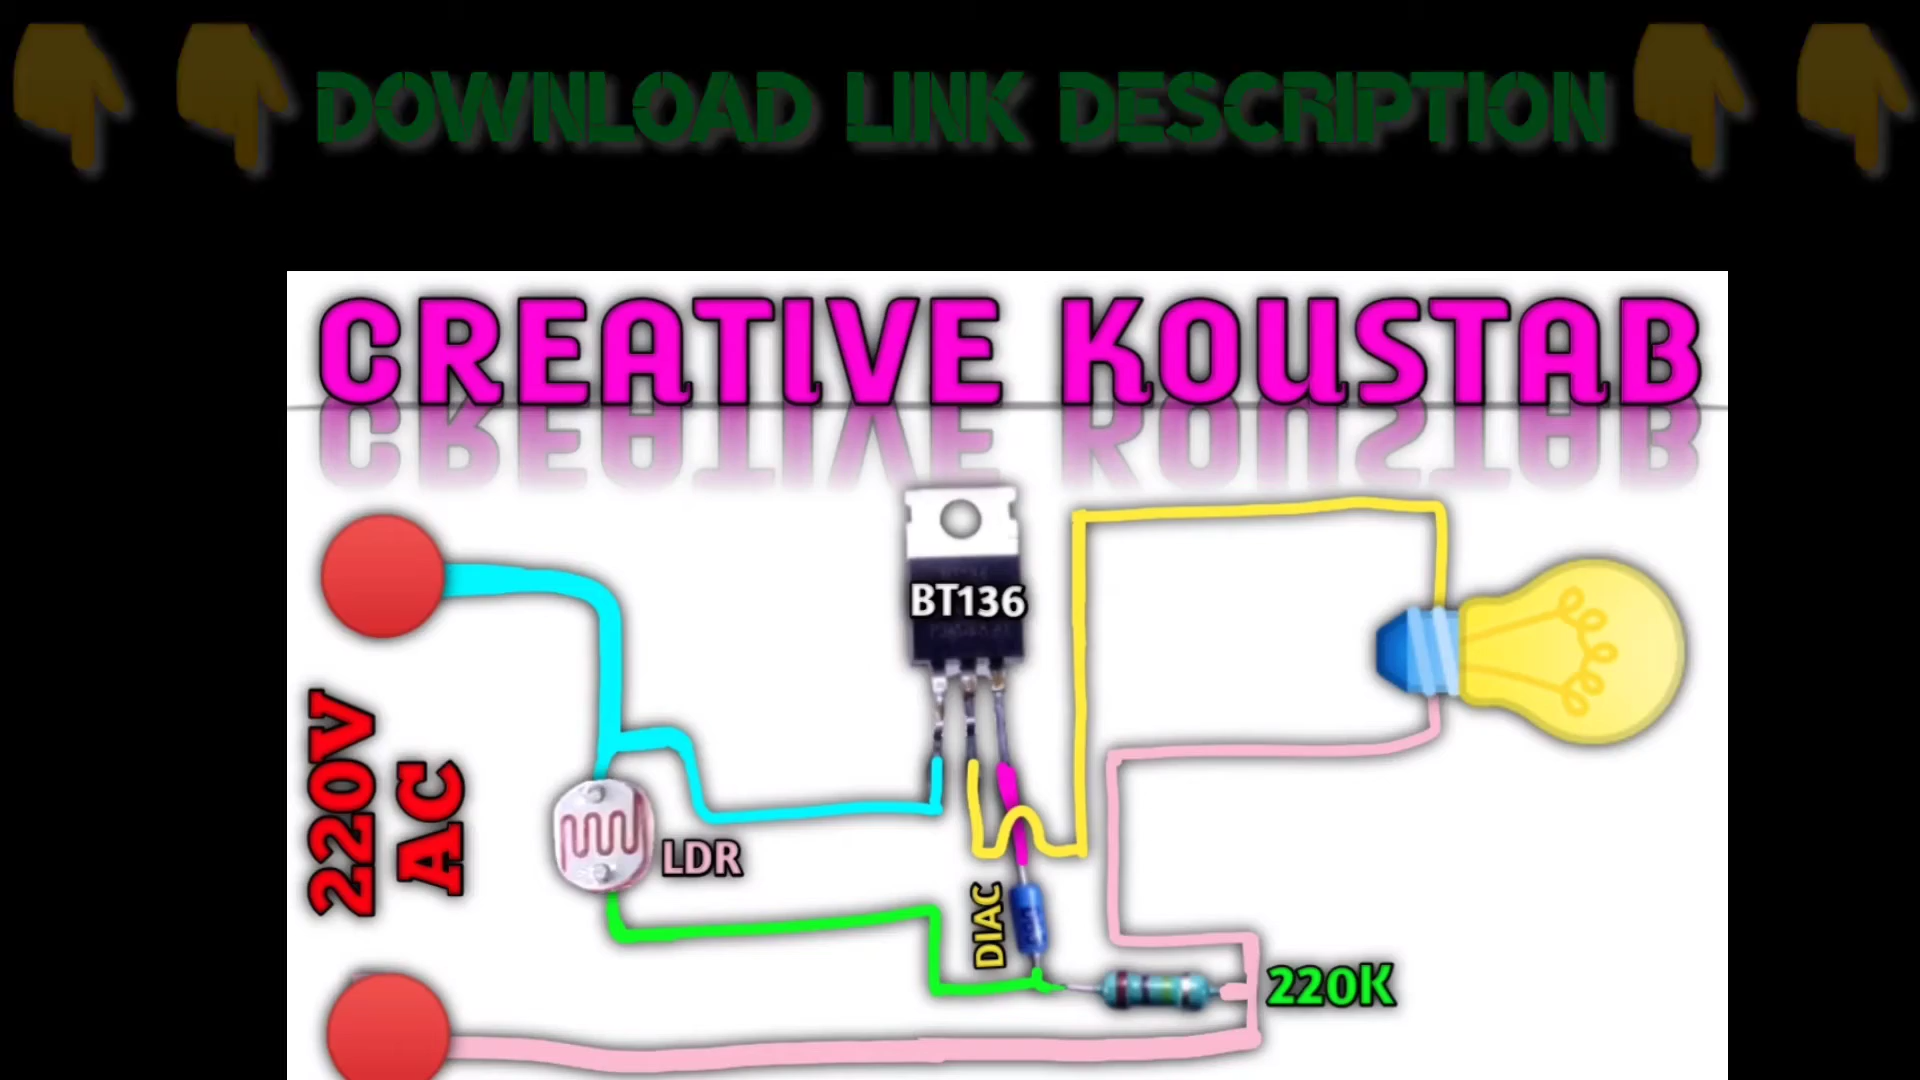 DOWNLOAD LINK DESCRIPTION
CREATIVE KOUSTAB
BT136
220V
AC
LDR
DIAC
220K